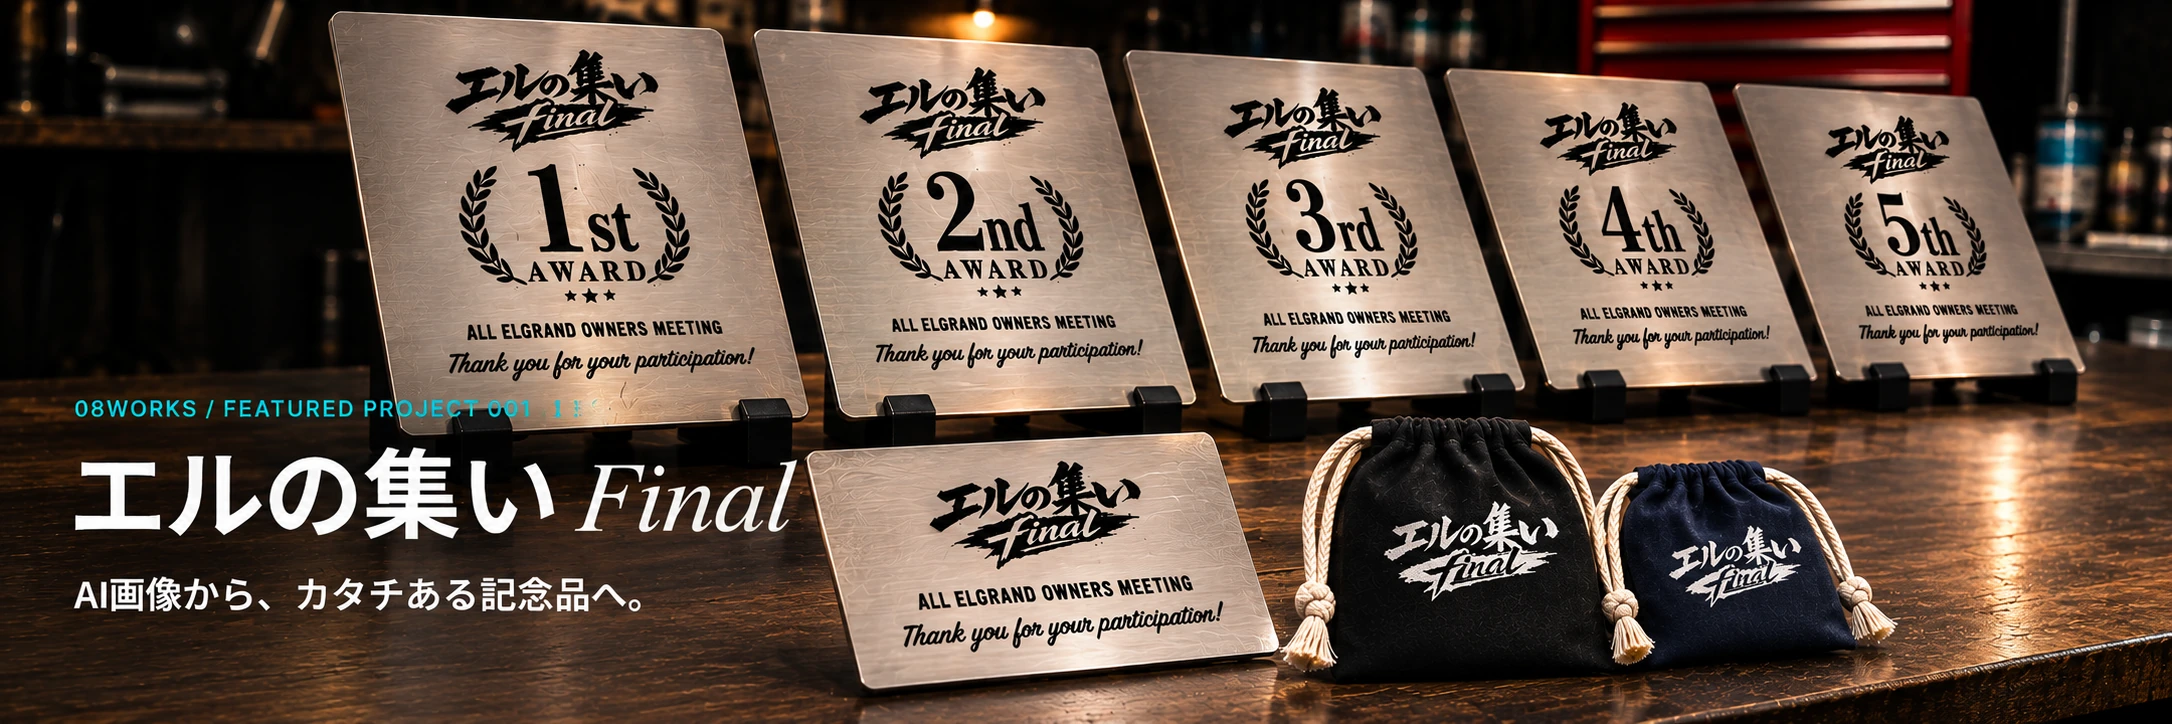 エルの集い
Final
1st
AWARD
ALL ELGRAND OWNERS MEETING
Thank you for your participation!
エルの集い
Final
2nd
AWARD
ALL ELGRAND OWNERS MEETING
Thank you for your participation!
エルの集い
Final
3rd
AWARD
ALL ELGRAND OWNERS MEETING
Thank you for your participation!
エルの集い
Final
4th
AWARD
ALL ELGRAND OWNERS MEETING
Thank you for your participation!
エルの集い
Final
5th
AWARD
ALL ELGRAND OWNERS MEETING
Thank you for your participation!
08WORKS / FEATURED PROJECT 001
エルの集い Final
AI画像から、カタチある記念品へ。
エルの集い
Final
ALL ELGRAND OWNERS MEETING
Thank you for your participation!
エルの集い
Final
エルの集い
Final